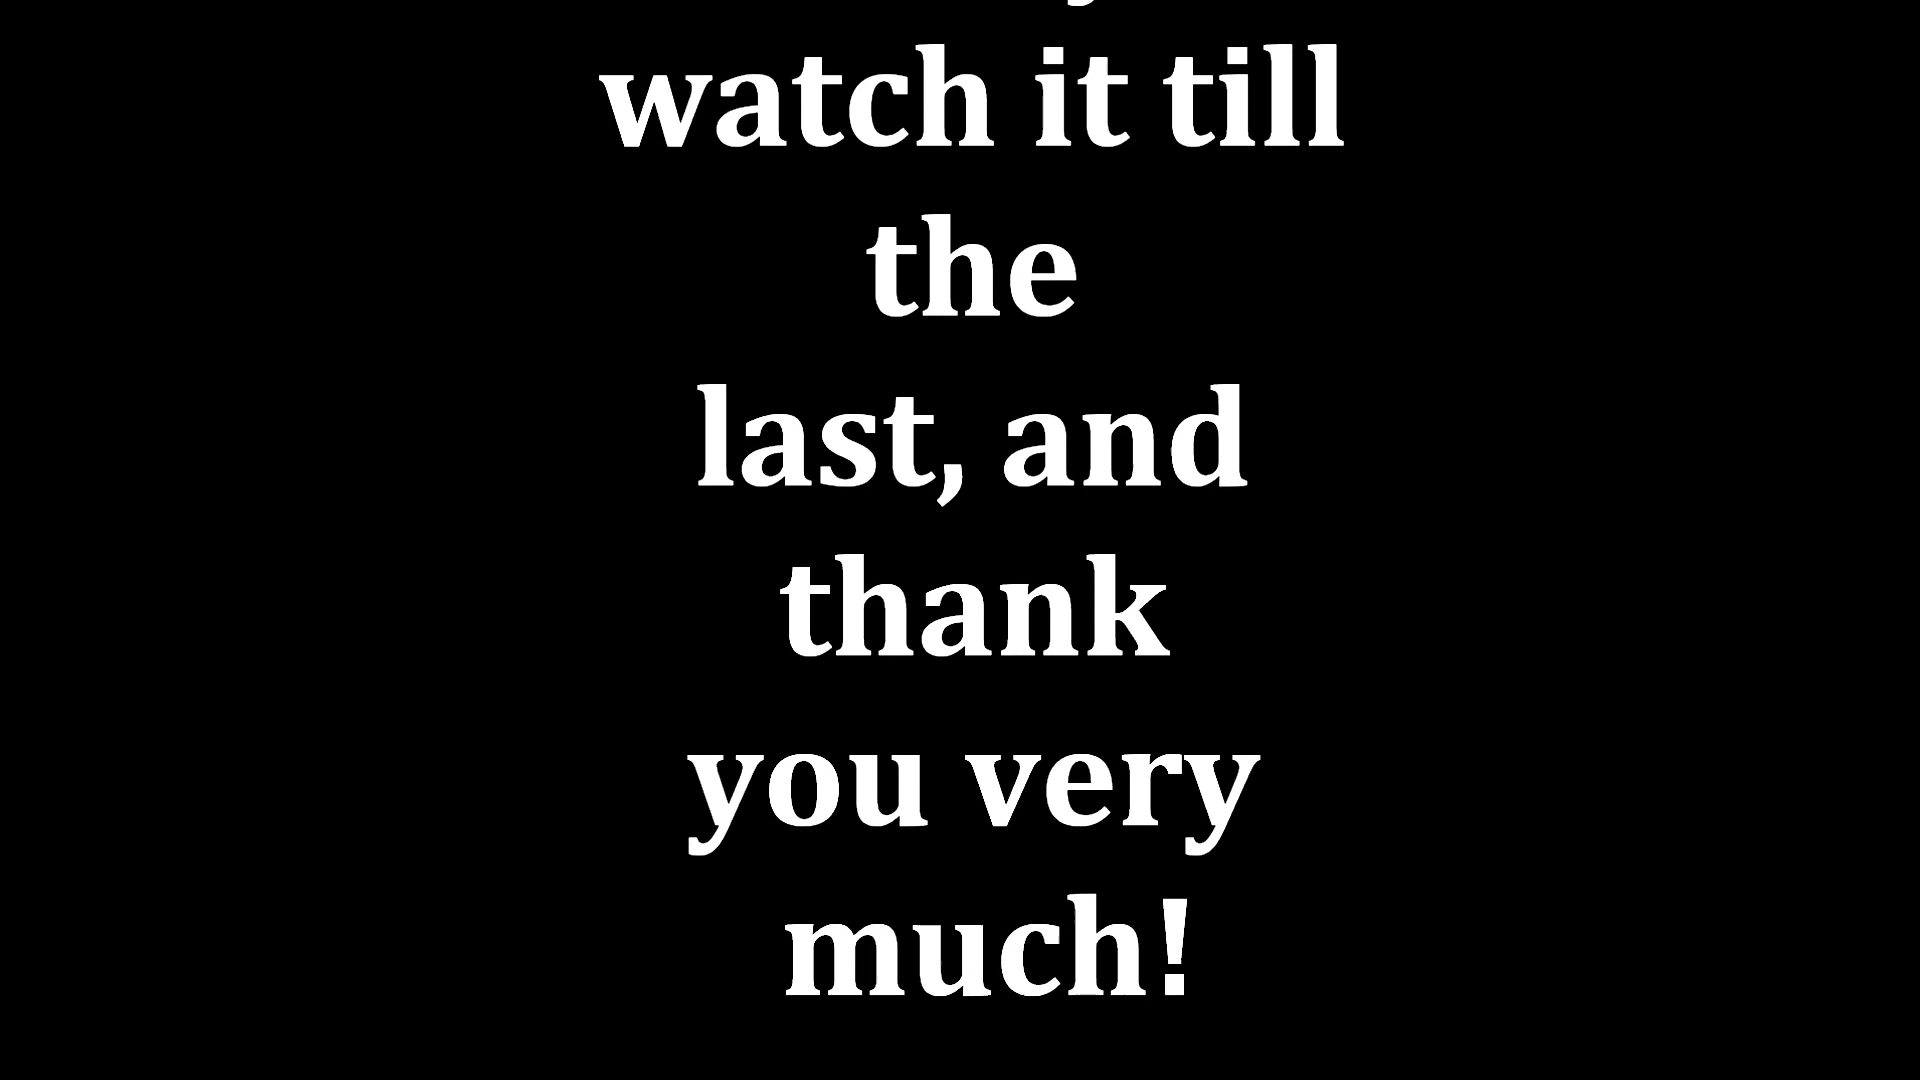 watch it till
the
last, and
thank
you very
much!